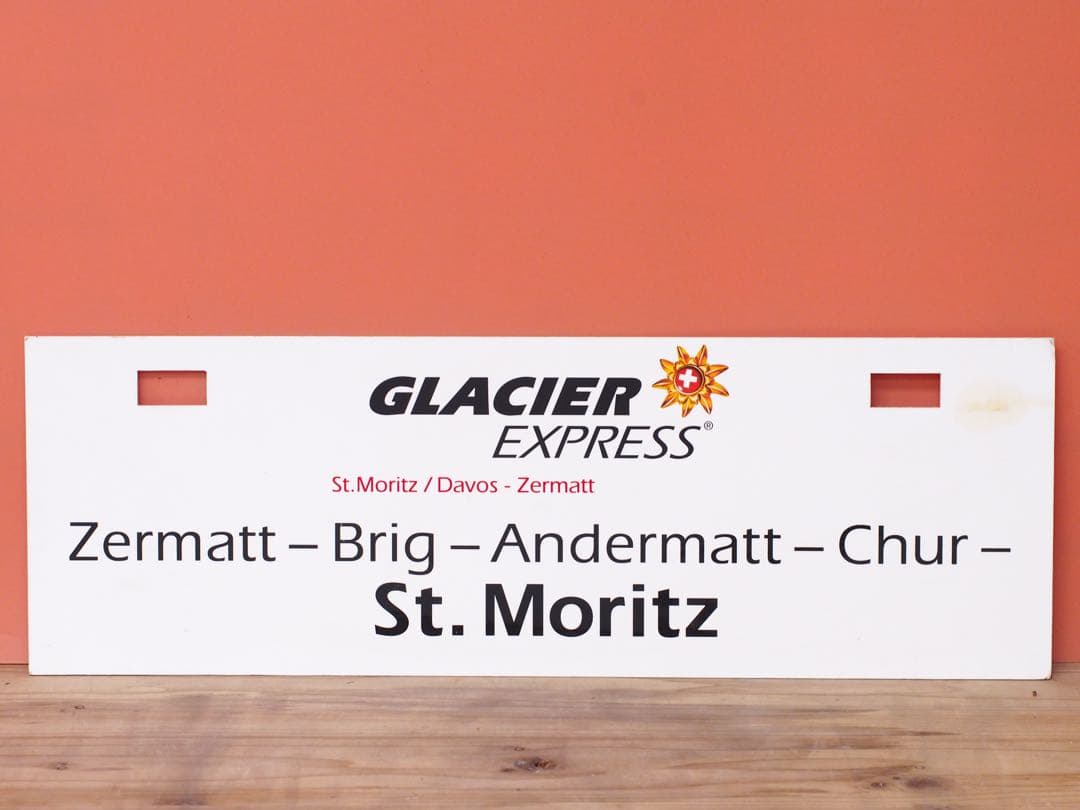 GLACIER
EXPRESS®
St.Moritz / Davos - Zermatt
Zermatt – Brig – Andermatt – Chur –
St. Moritz